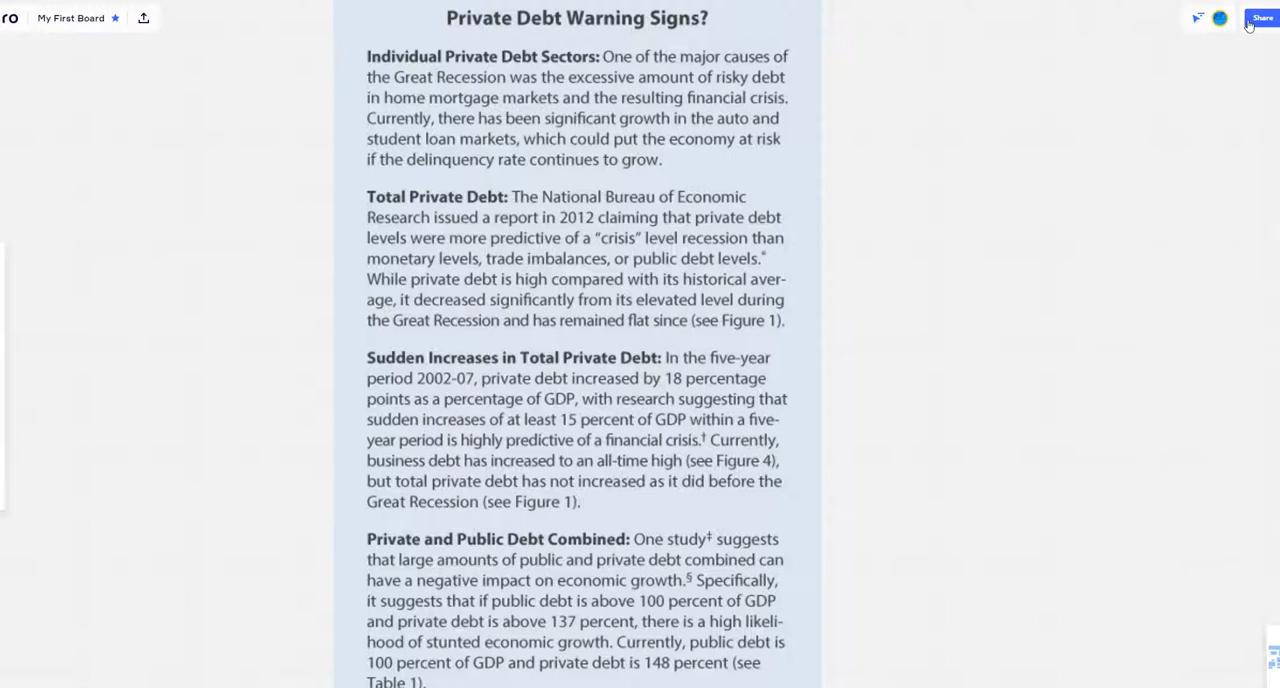 ro My First Board Share
Private Debt Warning Signs?
Individual Private Debt Sectors: One of the major causes of
the Great Recession was the excessive amount of risky debt
in home mortgage markets and the resulting financial crisis.
Currently, there has been significant growth in the auto and
student loan markets, which could put the economy at risk
if the delinquency rate continues to grow.
Total Private Debt: The National Bureau of Economic
Research issued a report in 2012 claiming that private debt
levels were more predictive of a “crisis” level recession than
monetary levels, trade imbalances, or public debt levels.*
While private debt is high compared with its historical aver-
age, it decreased significantly from its elevated level during
the Great Recession and has remained flat since (see Figure 1).
Sudden Increases in Total Private Debt: In the five-year
period 2002-07, private debt increased by 18 percentage
points as a percentage of GDP, with research suggesting that
sudden increases of at least 15 percent of GDP within a five-
year period is highly predictive of a financial crisis.† Currently,
business debt has increased to an all-time high (see Figure 4),
but total private debt has not increased as it did before the
Great Recession (see Figure 1).
Private and Public Debt Combined: One study‡ suggests
that large amounts of public and private debt combined can
have a negative impact on economic growth.§ Specifically,
it suggests that if public debt is above 100 percent of GDP
and private debt is above 137 percent, there is a high likeli-
hood of stunted economic growth. Currently, public debt is
100 percent of GDP and private debt is 148 percent (see
Table 1).